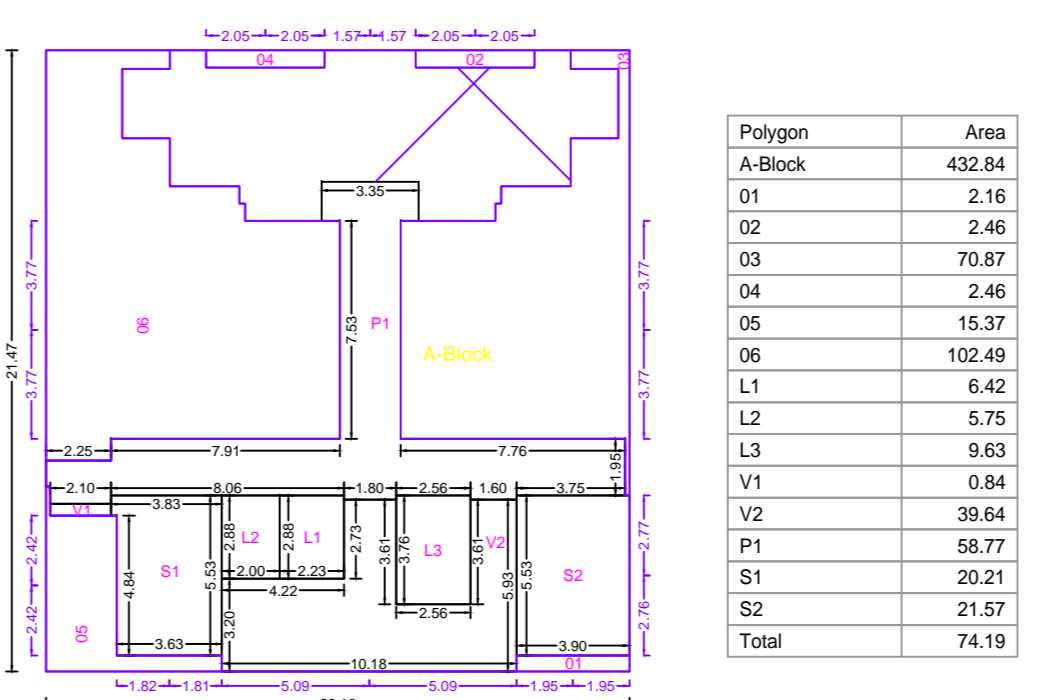 2.05 2.05 1.57 1.57 2.05 2.05
04 02 03
3.35
3.77 3.77
21.47
06 7.53 P1
A-Block
3.77 3.77
2.25 7.91 7.76 1.95
2.10 8.06 1.80 2.56 1.60 3.75
V1 3.83
2.42 2.88 L2 2.88 L1 2.73 3.61 3.76 L3 3.61 V2 2.77
4.84 S1 5.53 5.93 5.53 S2
2.00 2.23
4.22
2.42 3.20 2.56 2.76
05 3.63 3.90
10.18 01
1.82 1.81 5.09 5.09 1.95 1.95
Polygon Area
A-Block 432.84
01 2.16
02 2.46
03 70.87
04 2.46
05 15.37
06 102.49
L1 6.42
L2 5.75
L3 9.63
V1 0.84
V2 39.64
P1 58.77
S1 20.21
S2 21.57
Total 74.19